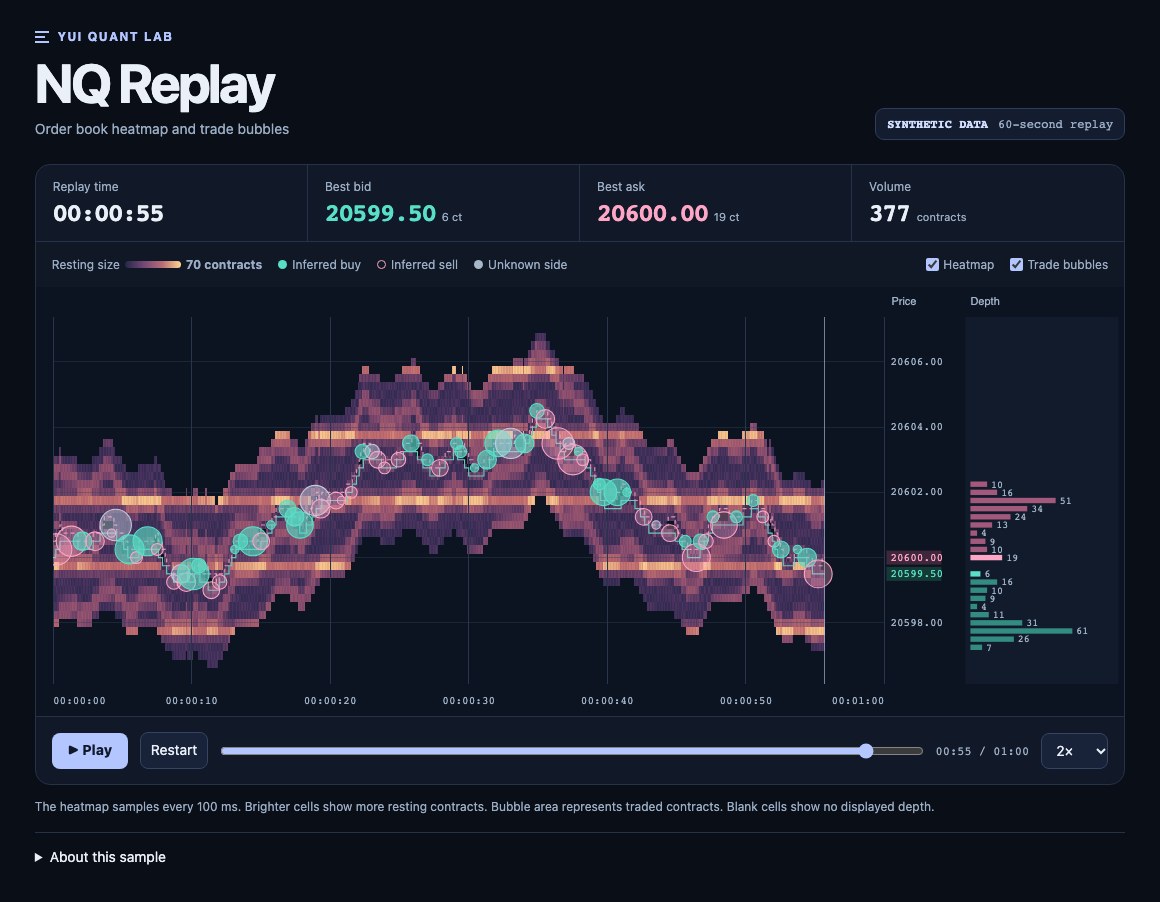 YUI QUANT LAB
NQ Replay
Order book heatmap and trade bubbles
SYNTHETIC DATA 60-second replay
Replay time
00:00:55
Best bid
20599.50 6 ct
Best ask
20600.00 19 ct
Volume
377 contracts
Resting size 70 contracts Inferred buy Inferred sell Unknown side Heatmap Trade bubbles
Price Depth
20606.00
20604.00
20602.00
20600.00
20599.50
20598.00
10
16
51
34
24
13
4
9
10
19
6
16
10
9
4
11
31
61
26
7
00:00:00 00:00:10 00:00:20 00:00:30 00:00:40 00:00:50 00:01:00
Play Restart 00:55 / 01:00 2×
The heatmap samples every 100 ms. Brighter cells show more resting contracts. Bubble area represents traded contracts. Blank cells show no displayed depth.
About this sample